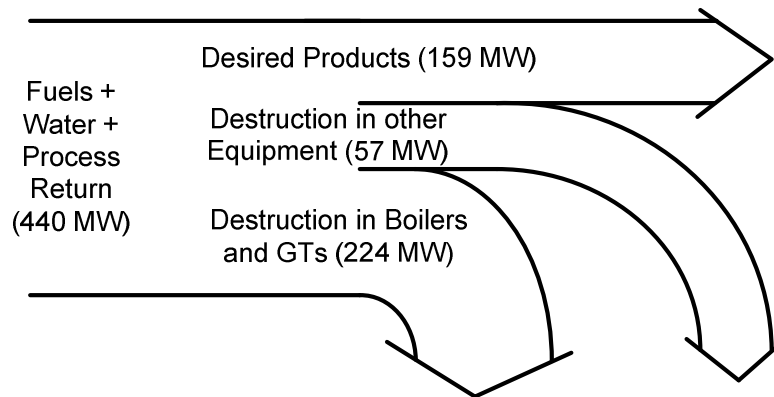 Desired Products (159 MW)
Fuels +
Water +
Process
Return
(440 MW)
Destruction in other
Equipment (57 MW)
Destruction in Boilers
and GTs (224 MW)